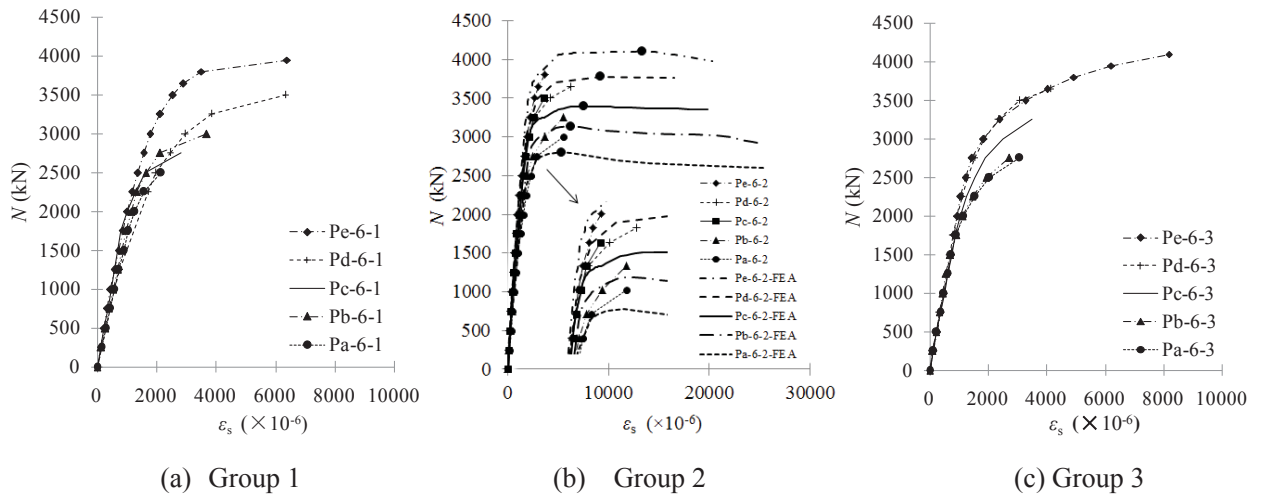 4500
4000
3500
3000
2500
2000
1500
1000
500
0
N (kN)
Pe-6-1
Pd-6-1
Pc-6-1
Pb-6-1
Pa-6-1
0 2000 4000 6000 8000 10000
εs (×10-6)
(a) Group 1
4500
4000
3500
3000
2500
2000
1500
1000
500
0
N (kN)
Pe-6-2
Pd-6-2
Pc-6-2
Pb-6-2
Pa-6-2
Pe-6-2-FEA
Pd-6-2-FEA
Pc-6-2-FEA
Pb-6-2-FEA
Pa-6-2-FEA
0 10000 20000 30000
εs (×10-6)
(b) Group 2
4500
4000
3500
3000
2500
2000
1500
1000
500
0
N (kN)
Pe-6-3
Pd-6-3
Pc-6-3
Pb-6-3
Pa-6-3
0 2000 4000 6000 8000 10000
εs (×10-6)
(c) Group 3